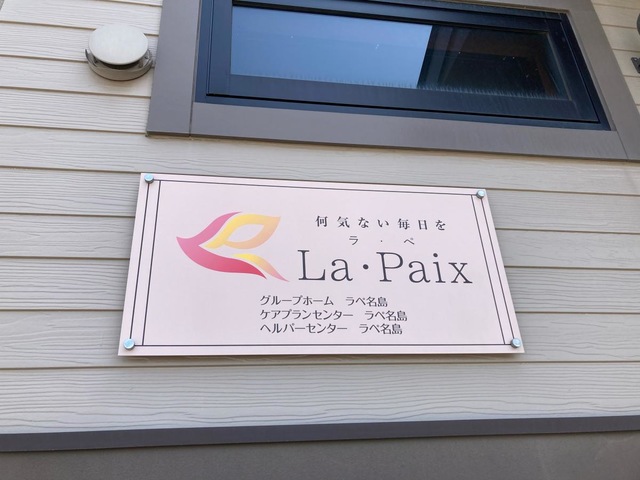 何気ない毎日を
ラ・ペ
La・Paix
グループホーム ラペ名島
ケアプランセンター ラペ名島
ヘルパーセンター ラペ名島